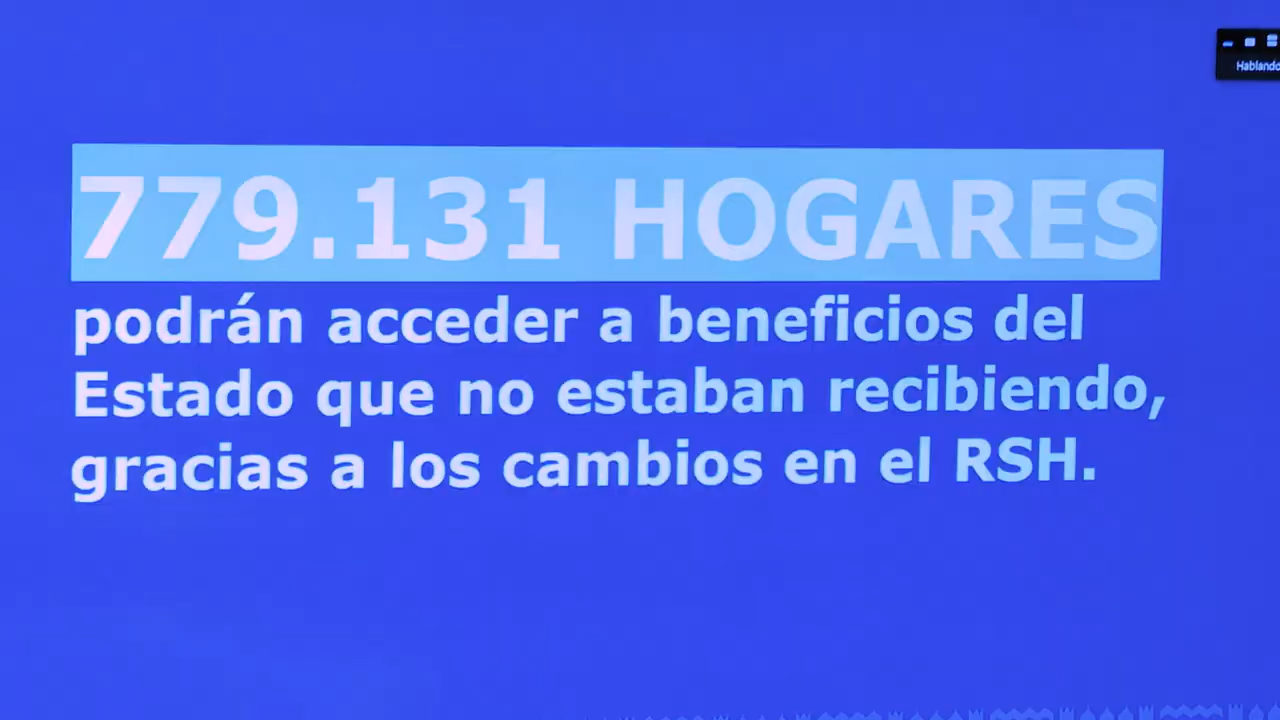 Hablando
779.131 HOGARES
podrán acceder a beneficios del
Estado que no estaban recibiendo,
gracias a los cambios en el RSH.